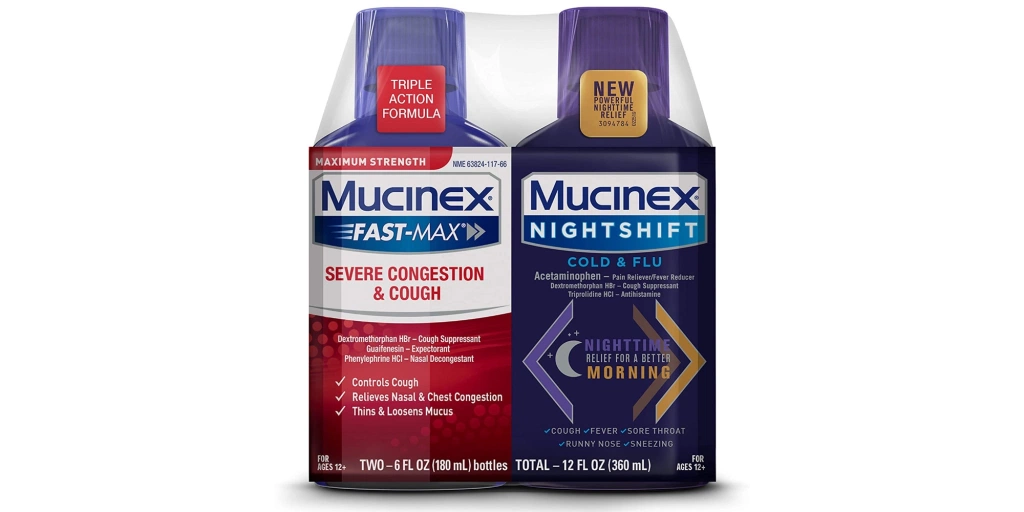 TRIPLE
ACTION
FORMULA
NEW
POWERFUL
NIGHTTIME
RELIEF
3094784
MAXIMUM STRENGTH
NME 63824-117-66
Mucinex®
FAST-MAX®
SEVERE CONGESTION
& COUGH
Dextromethorphan HBr – Cough Suppressant
Guaifenesin – Expectorant
Phenylephrine HCl – Nasal Decongestant
✓ Controls Cough
✓ Relieves Nasal & Chest Congestion
✓ Thins & Loosens Mucus
FOR
AGES 12+
TWO – 6 FL OZ (180 mL) bottles
Mucinex®
NIGHTSHIFT
COLD & FLU
Acetaminophen – Pain Reliever/Fever Reducer
Dextromethorphan HBr – Cough Suppressant
Triprolidine HCl – Antihistamine
NIGHTTIME
RELIEF FOR A BETTER
MORNING
✓COUGH ✓FEVER ✓SORE THROAT
✓RUNNY NOSE ✓SNEEZING
TOTAL – 12 FL OZ (360 mL)
FOR
AGES 12+